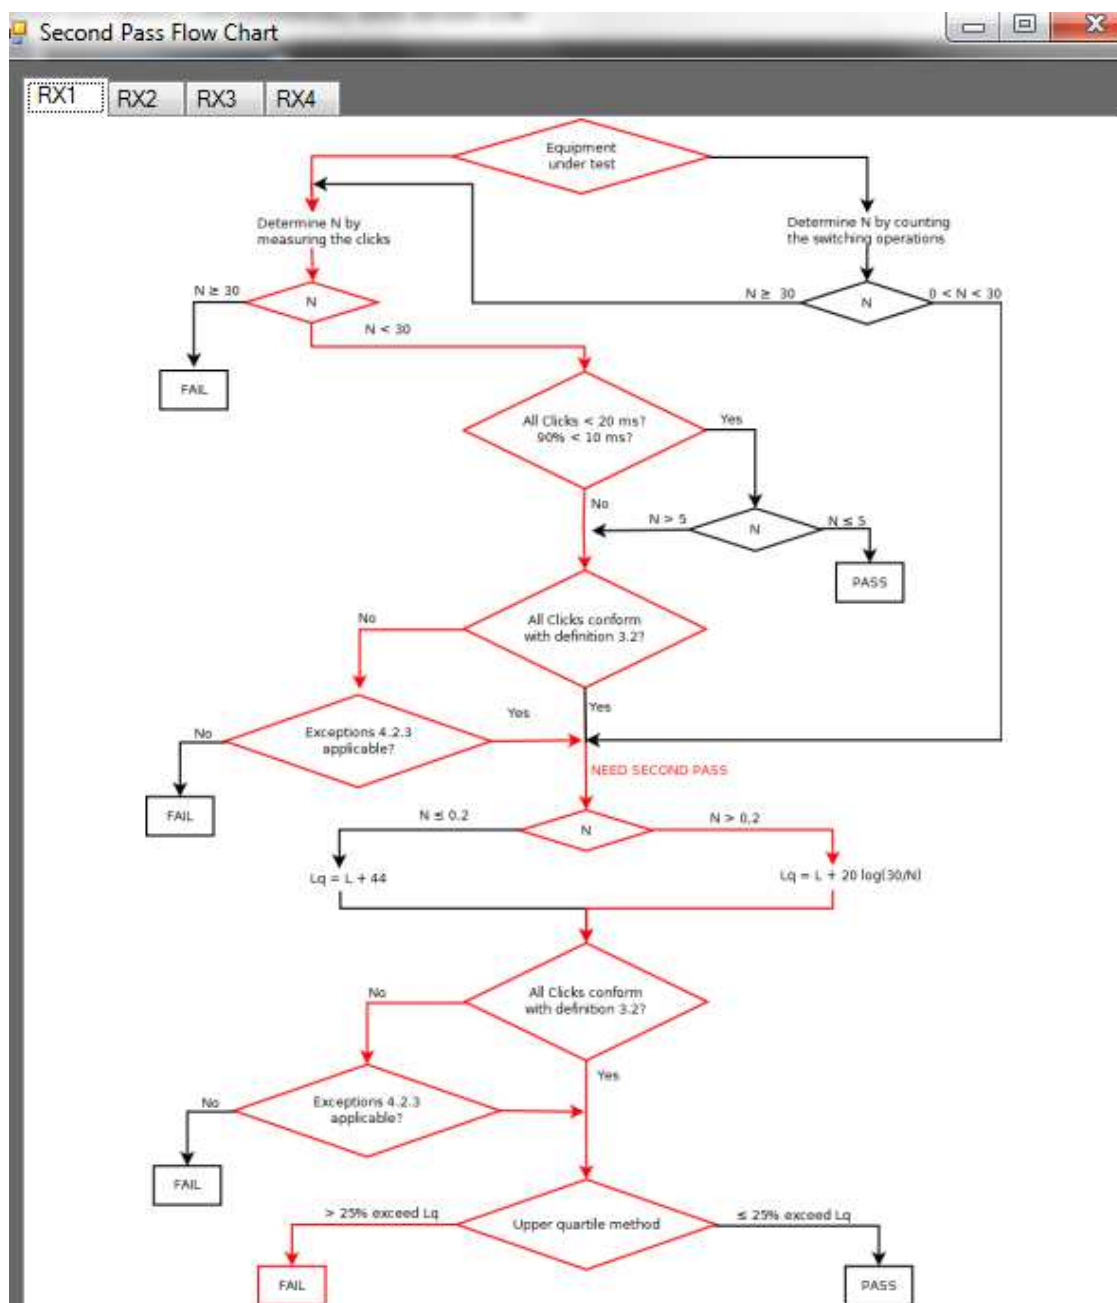 Second Pass Flow Chart
RX1
RX2
RX3
RX4
Equipment
under test
Determine N by
measuring the clicks
Determine N by counting
the switching operations
N ≥ 30
N
N ≥ 30
N
0 < N < 30
N < 30
FAIL
All Clicks < 20 ms?
90% < 10 ms?
Yes
No
N > 5
N
N ≤ 5
PASS
All Clicks conform
with definition 3.2?
No
Yes
Yes
Exceptions 4.2.3
applicable?
No
NEED SECOND PASS
FAIL
N ≤ 0.2
N
N > 0.2
Lq = L + 44
Lq = L + 20 log(30/N)
All Clicks conform
with definition 3.2?
No
Yes
Exceptions 4.2.3
applicable?
No
FAIL
> 25% exceed Lq
Upper quartile method
≤ 25% exceed Lq
FAIL
PASS